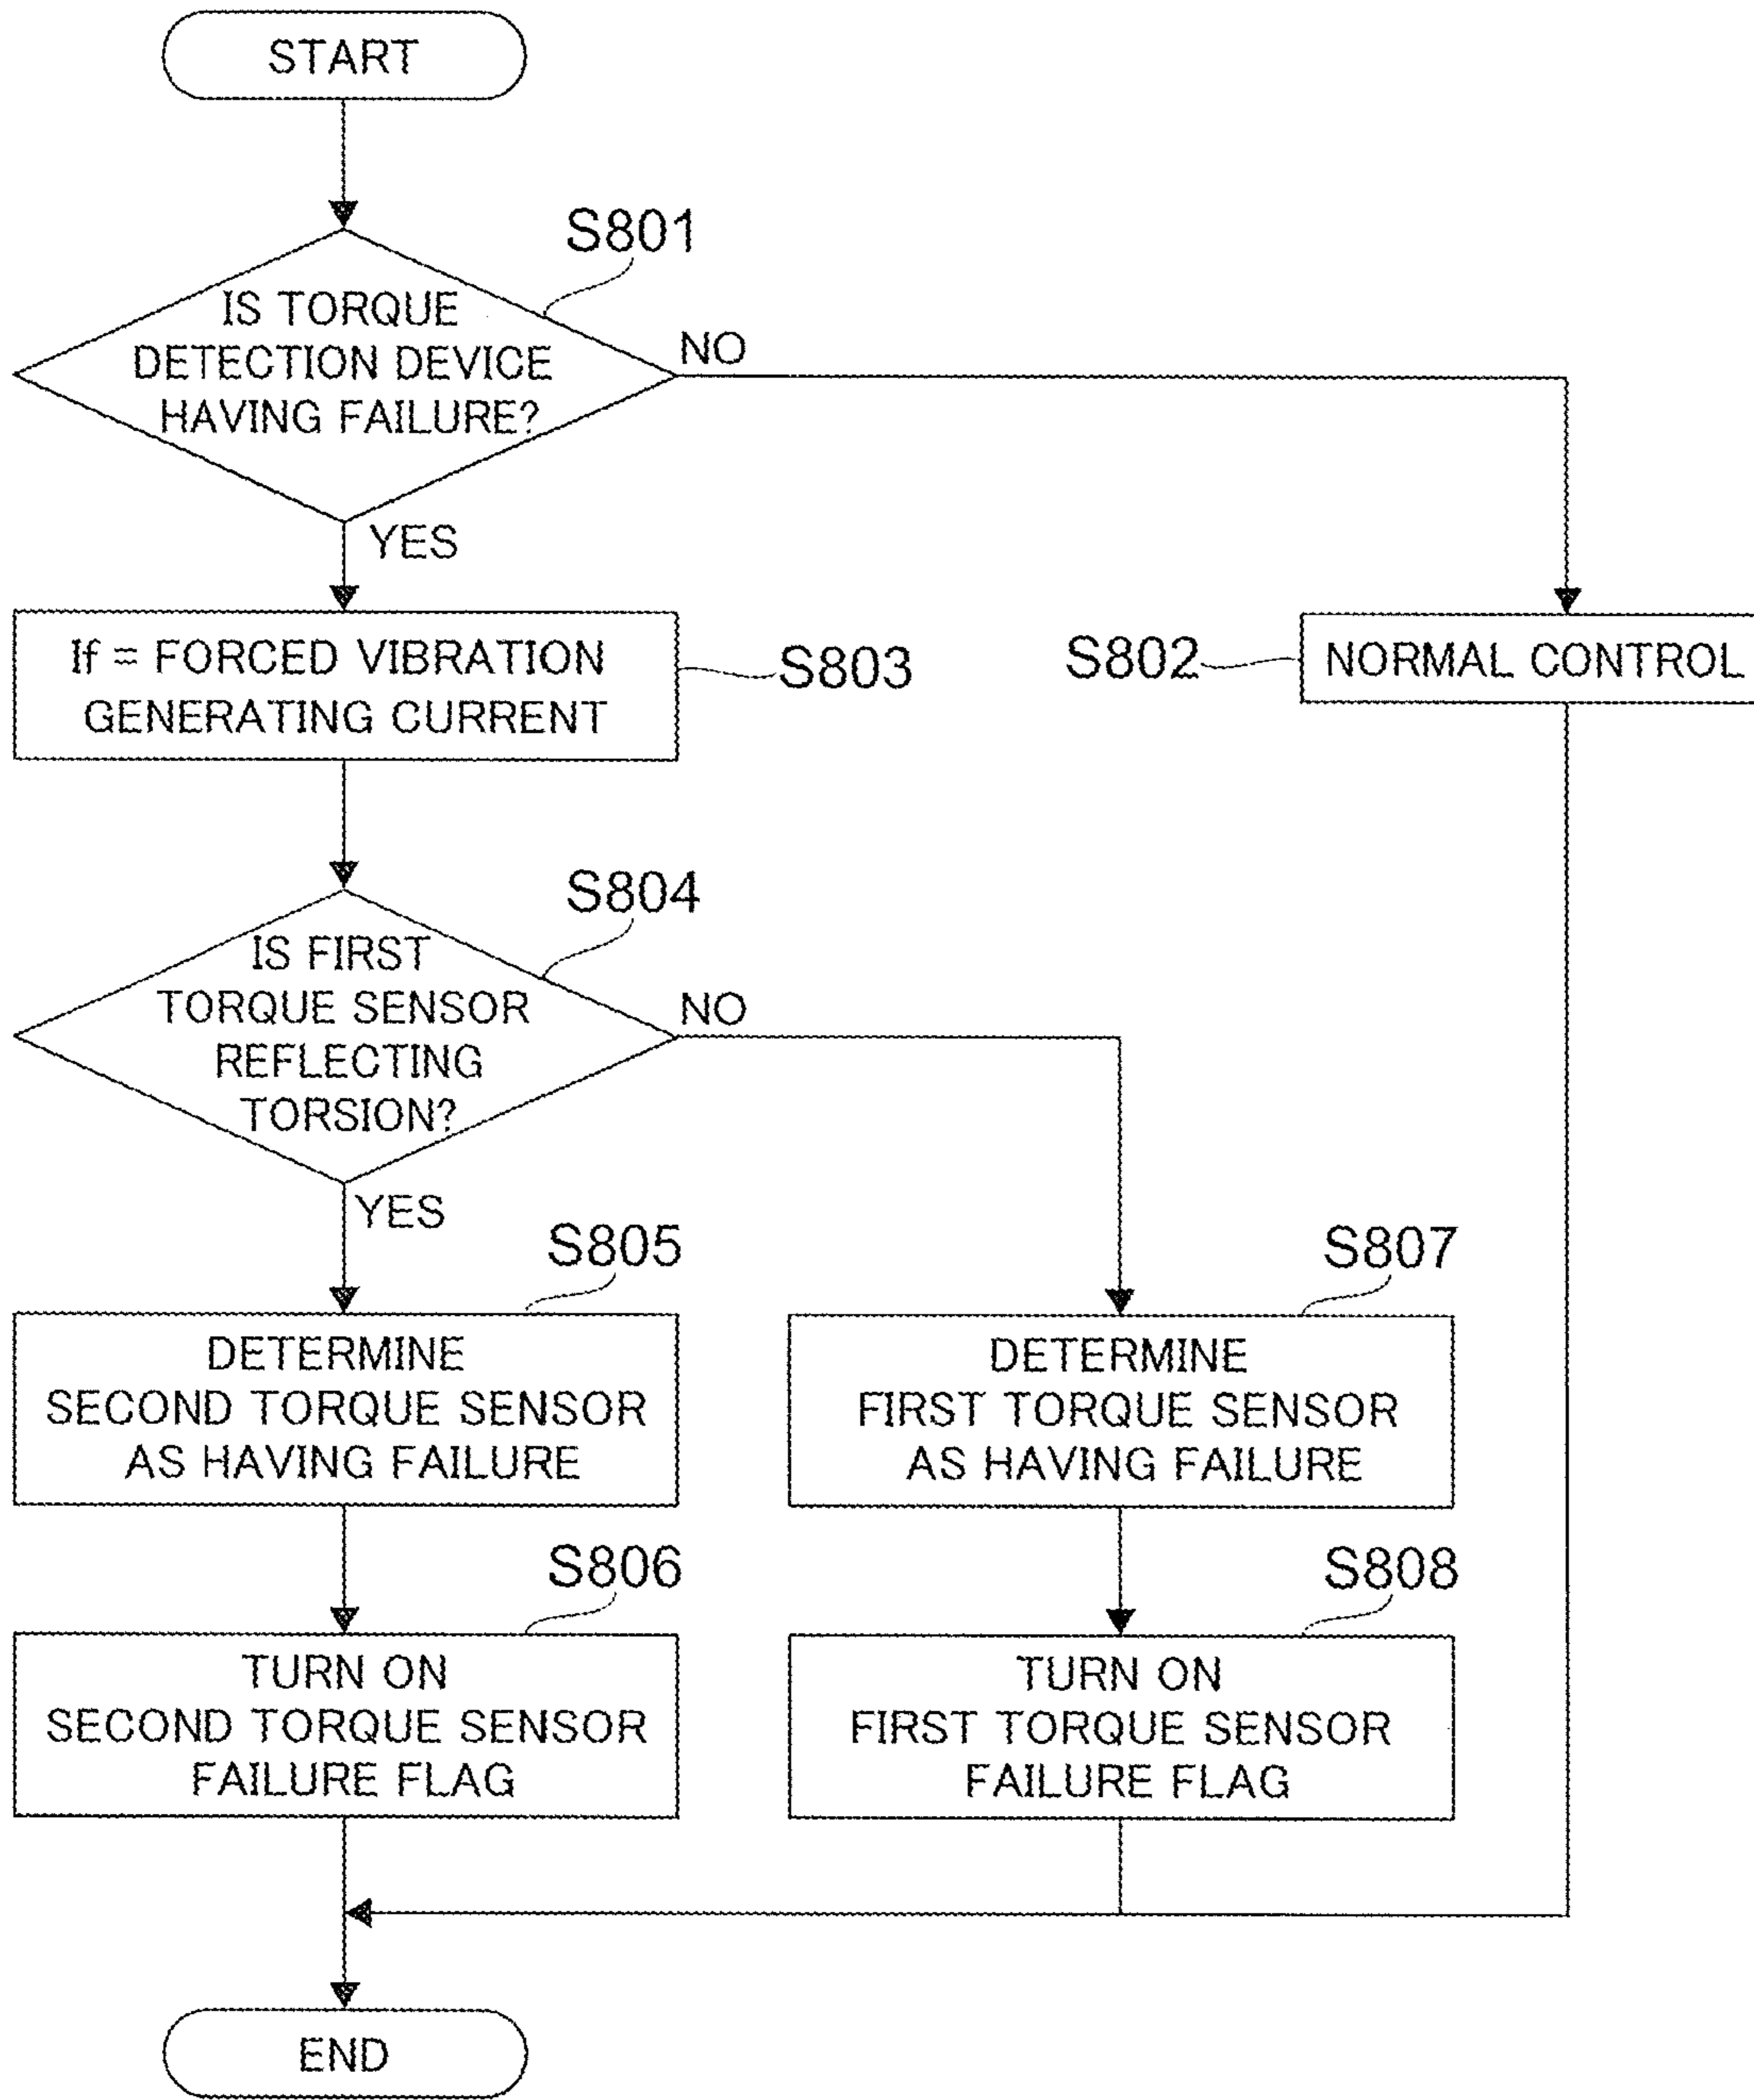 START
S801
IS TORQUE
DETECTION DEVICE
HAVING FAILURE?
NO
YES
If = FORCED VIBRATION
GENERATING CURRENT
S803
S802
NORMAL CONTROL
S804
IS FIRST
TORQUE SENSOR
REFLECTING
TORSION?
NO
YES
S805
DETERMINE
SECOND TORQUE SENSOR
AS HAVING FAILURE
S807
DETERMINE
FIRST TORQUE SENSOR
AS HAVING FAILURE
S806
TURN ON
SECOND TORQUE SENSOR
FAILURE FLAG
S808
TURN ON
FIRST TORQUE SENSOR
FAILURE FLAG
END